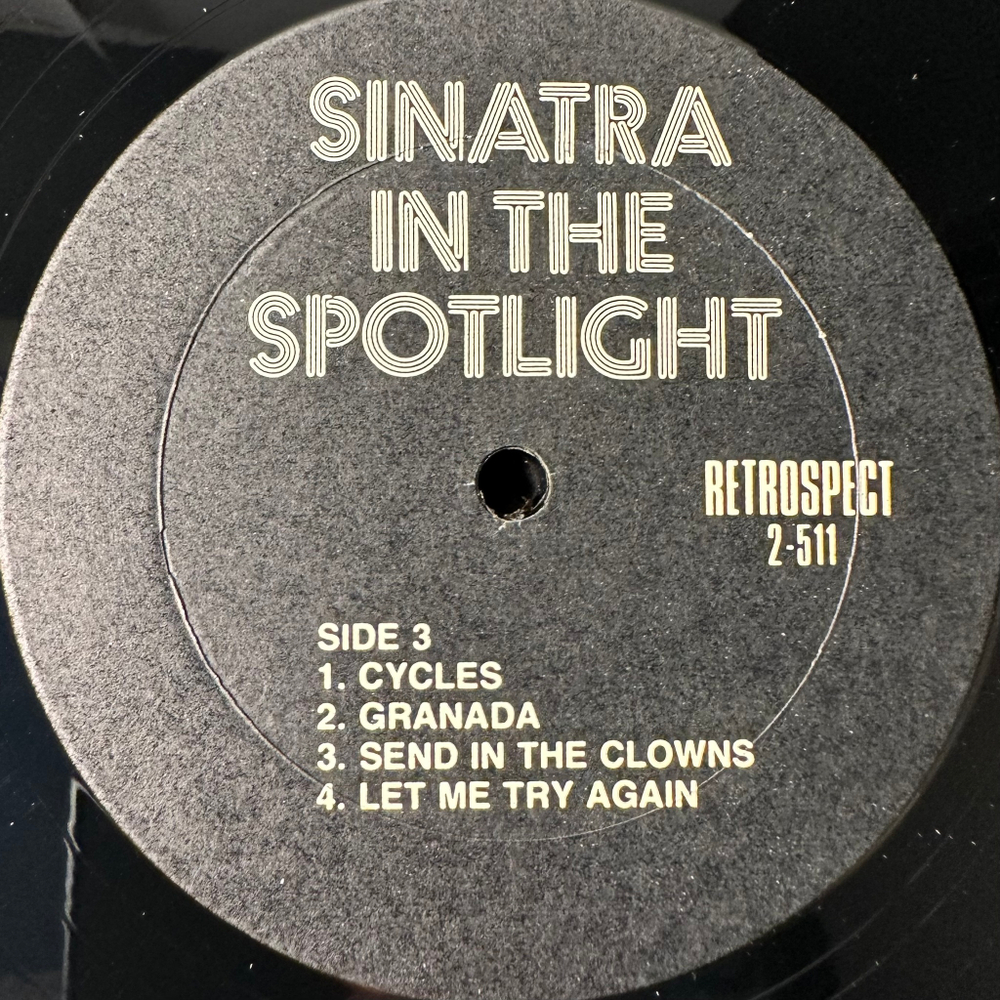 SINATRA
IN THE
SPOTLIGHT
RETROSPECT
2-511
SIDE 3
1. CYCLES
2. GRANADA
3. SEND IN THE CLOWNS
4. LET ME TRY AGAIN